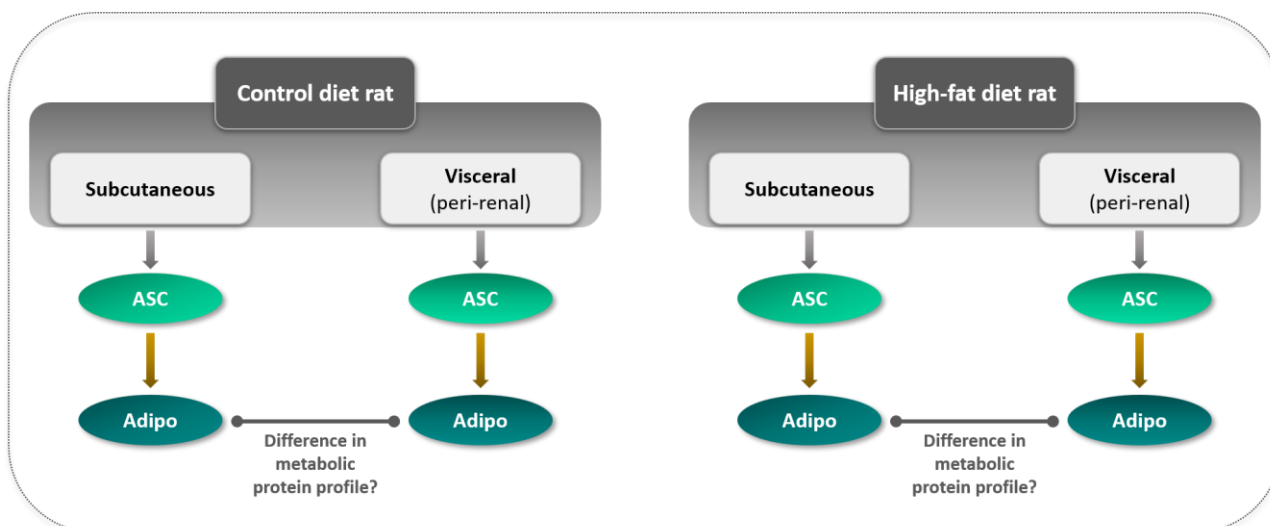 Control diet rat
Subcutaneous
Visceral
(peri-renal)
ASC
ASC
Adipo
Adipo
Difference in
metabolic
protein profile?
High-fat diet rat
Subcutaneous
Visceral
(peri-renal)
ASC
ASC
Adipo
Adipo
Difference in
metabolic
protein profile?